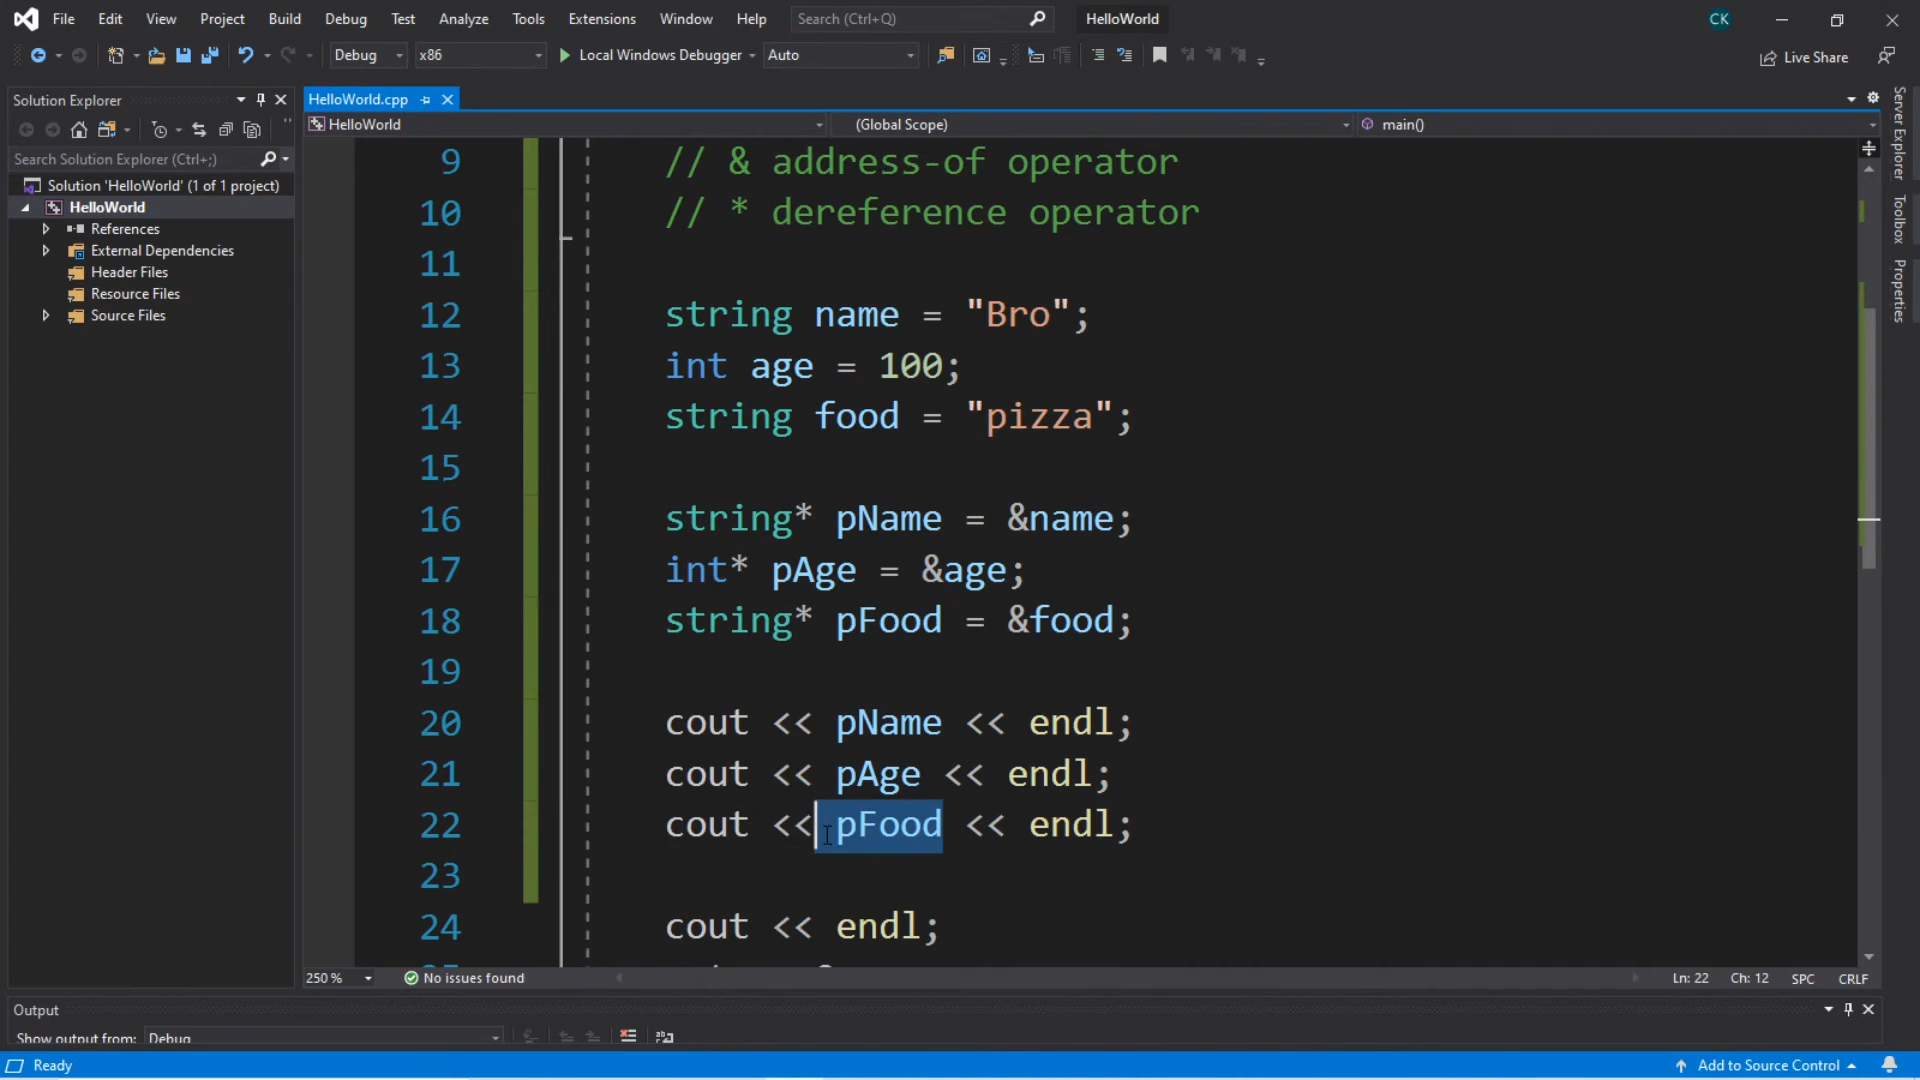 File Edit View Project Build Debug Test Analyze Tools Extensions Window Help Search (Ctrl+Q) HelloWorld CK
Debug x86 Local Windows Debugger Auto Live Share
Solution Explorer
Search Solution Explorer (Ctrl+;)
Solution 'HelloWorld' (1 of 1 project)
HelloWorld
References
External Dependencies
Header Files
Resource Files
Source Files
HelloWorld.cpp
HelloWorld (Global Scope) main()
9 // & address-of operator
10 // * dereference operator
11
12 string name = "Bro";
13 int age = 100;
14 string food = "pizza";
15
16 string* pName = &name;
17 int* pAge = &age;
18 string* pFood = &food;
19
20 cout << pName << endl;
21 cout << pAge << endl;
22 cout << pFood << endl;
23
24 cout << endl;
250 % No issues found Ln: 22 Ch: 12 SPC CRLF
Server Explorer
Toolbox
Properties
Output
Show output from: Debug
Ready Add to Source Control